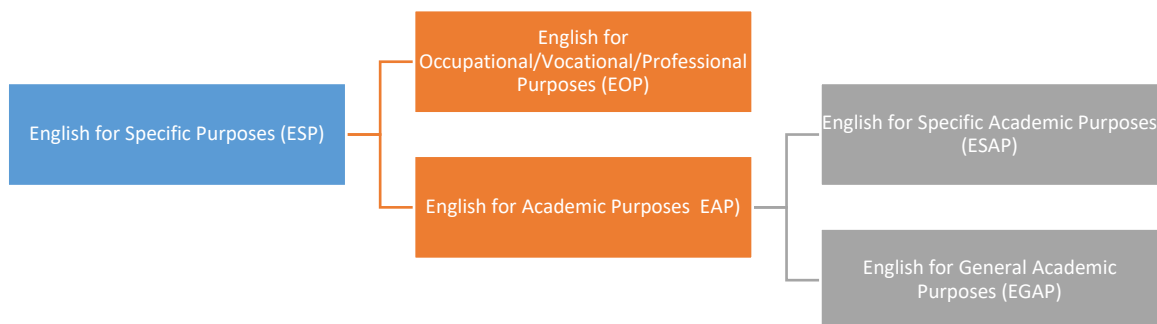 English for
Occupational/Vocational/Professional
Purposes (EOP)
English for Specific Purposes (ESP)
English for Specific Academic Purposes
(ESAP)
English for Academic Purposes  EAP)
English for General Academic
Purposes (EGAP)